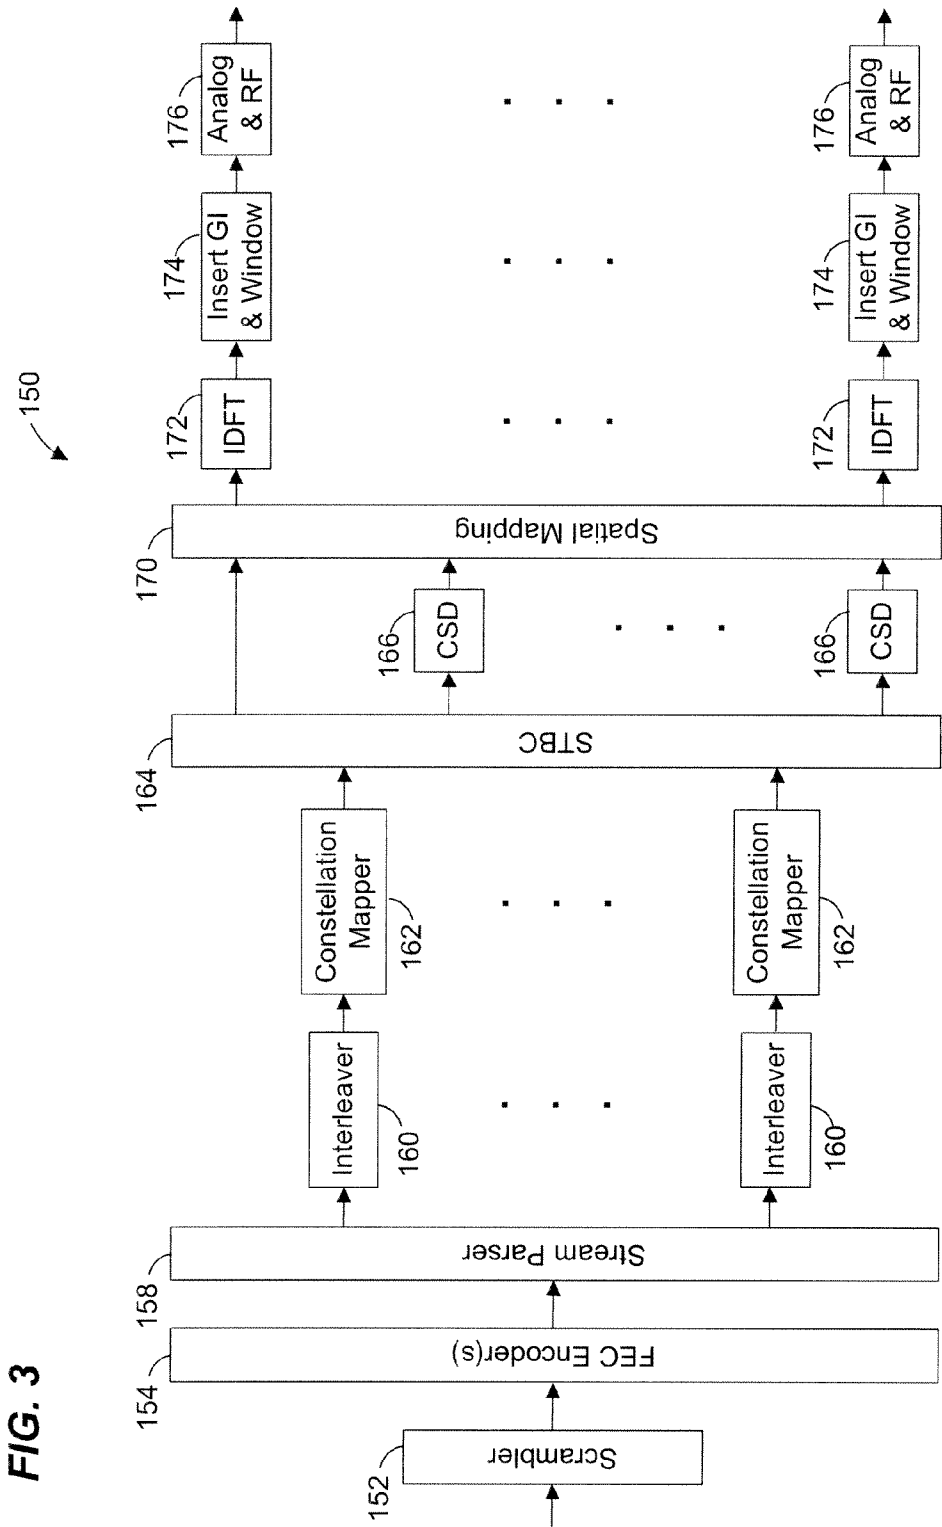 FIG. 3
150
152
Scrambler
154
FEC Encoder(s)
158
Stream Parser
Interleaver
160
Interleaver
160
Constellation
Mapper
162
Constellation
Mapper
162
164
STBC
166
CSD
166
CSD
170
Spatial Mapping
172
IDFT
172
IDFT
174
Insert GI
& Window
174
Insert GI
& Window
176
Analog
& RF
176
Analog
& RF